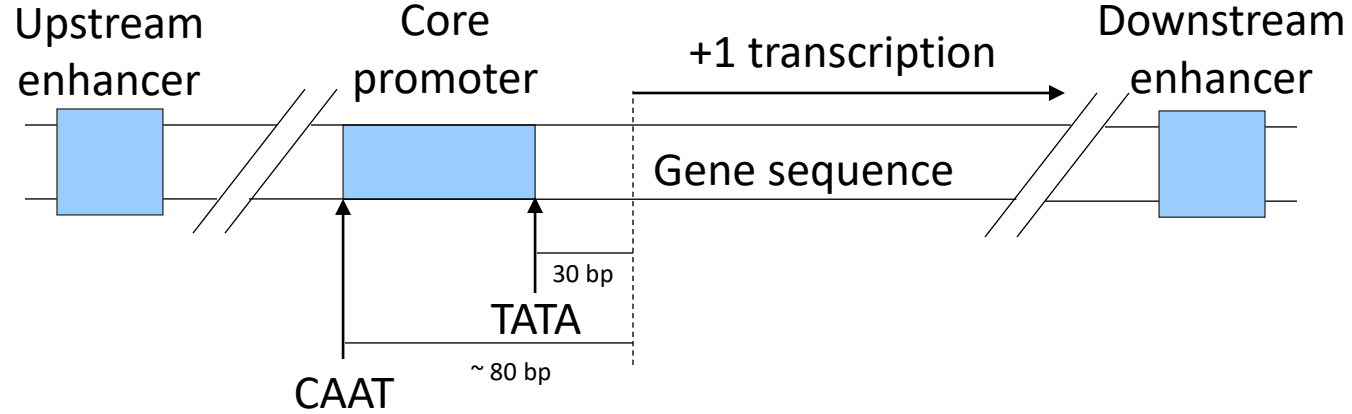 Upstream
enhancer
Core
promoter
+1 transcription
Downstream
enhancer
Gene sequence
30 bp
TATA
~ 80 bp
CAAT